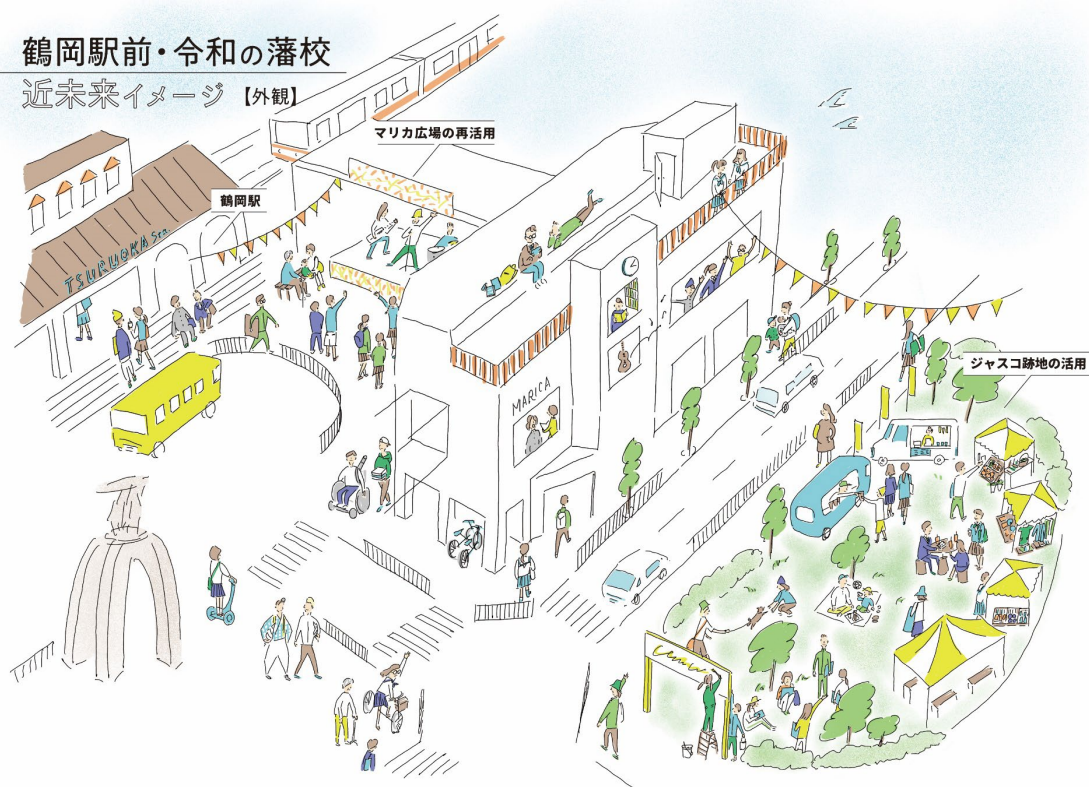 鶴岡駅前・令和の藩校
近未来イメージ【外観】
マリカ広場の再活用
鶴岡駅
TSURUOKA Sta.
ジャスコ跡地の活用
MARICA